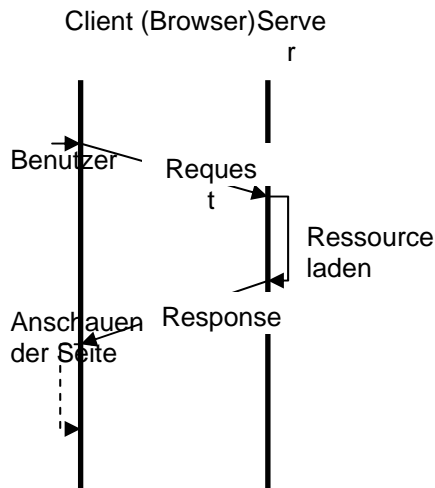 Client (Browser)Serve
r
Benutzer
Reques
t
Ressource
laden
Anschauen
der Seite
Response